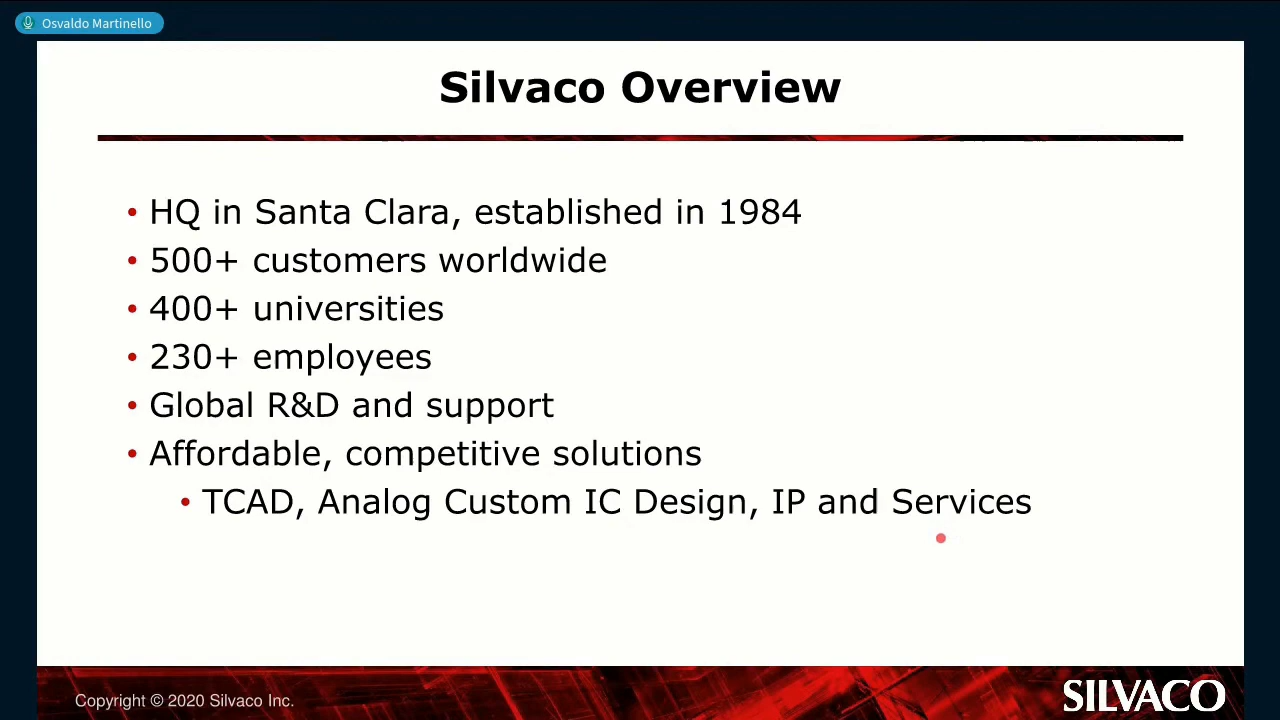 Osvaldo Martinello
Silvaco Overview
• HQ in Santa Clara, established in 1984
• 500+ customers worldwide
• 400+ universities
• 230+ employees
• Global R&D and support
• Affordable, competitive solutions
• TCAD, Analog Custom IC Design, IP and Services
Copyright © 2020 Silvaco Inc.
SILVACO